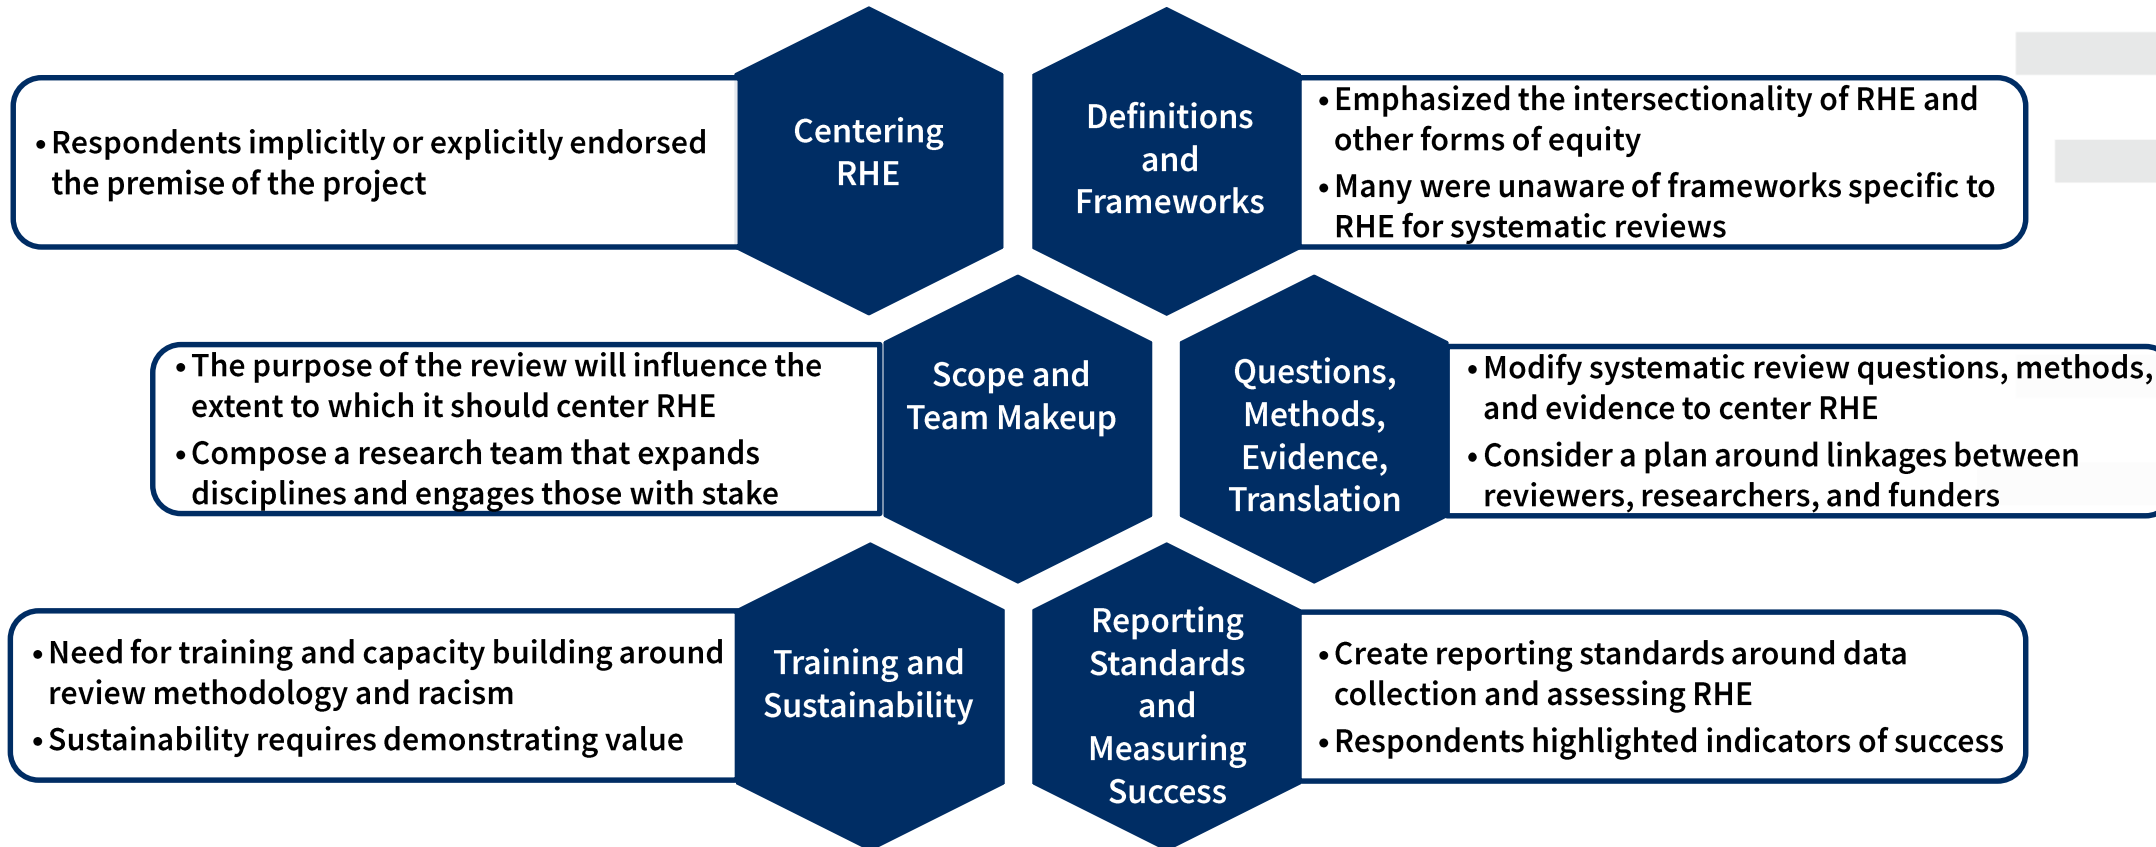 Centering
RHE
• Respondents implicitly or explicitly endorsed
the premise of the project
Definitions
and
Frameworks
• Emphasized the intersectionality of RHE and
other forms of equity
• Many were unaware of frameworks specific to
RHE for systematic reviews
Scope and
Team Makeup
• The purpose of the review will influence the
extent to which it should center RHE
• Compose a research team that expands
disciplines and engages those with stake
Questions,
Methods,
Evidence,
Translation
• Modify systematic review questions, methods,
and evidence to center RHE
• Consider a plan around linkages between
reviewers, researchers, and funders
Training and
Sustainability
• Need for training and capacity building around
review methodology and racism
• Sustainability requires demonstrating value
Reporting
Standards
and
Measuring
Success
• Create reporting standards around data
collection and assessing RHE
• Respondents highlighted indicators of success